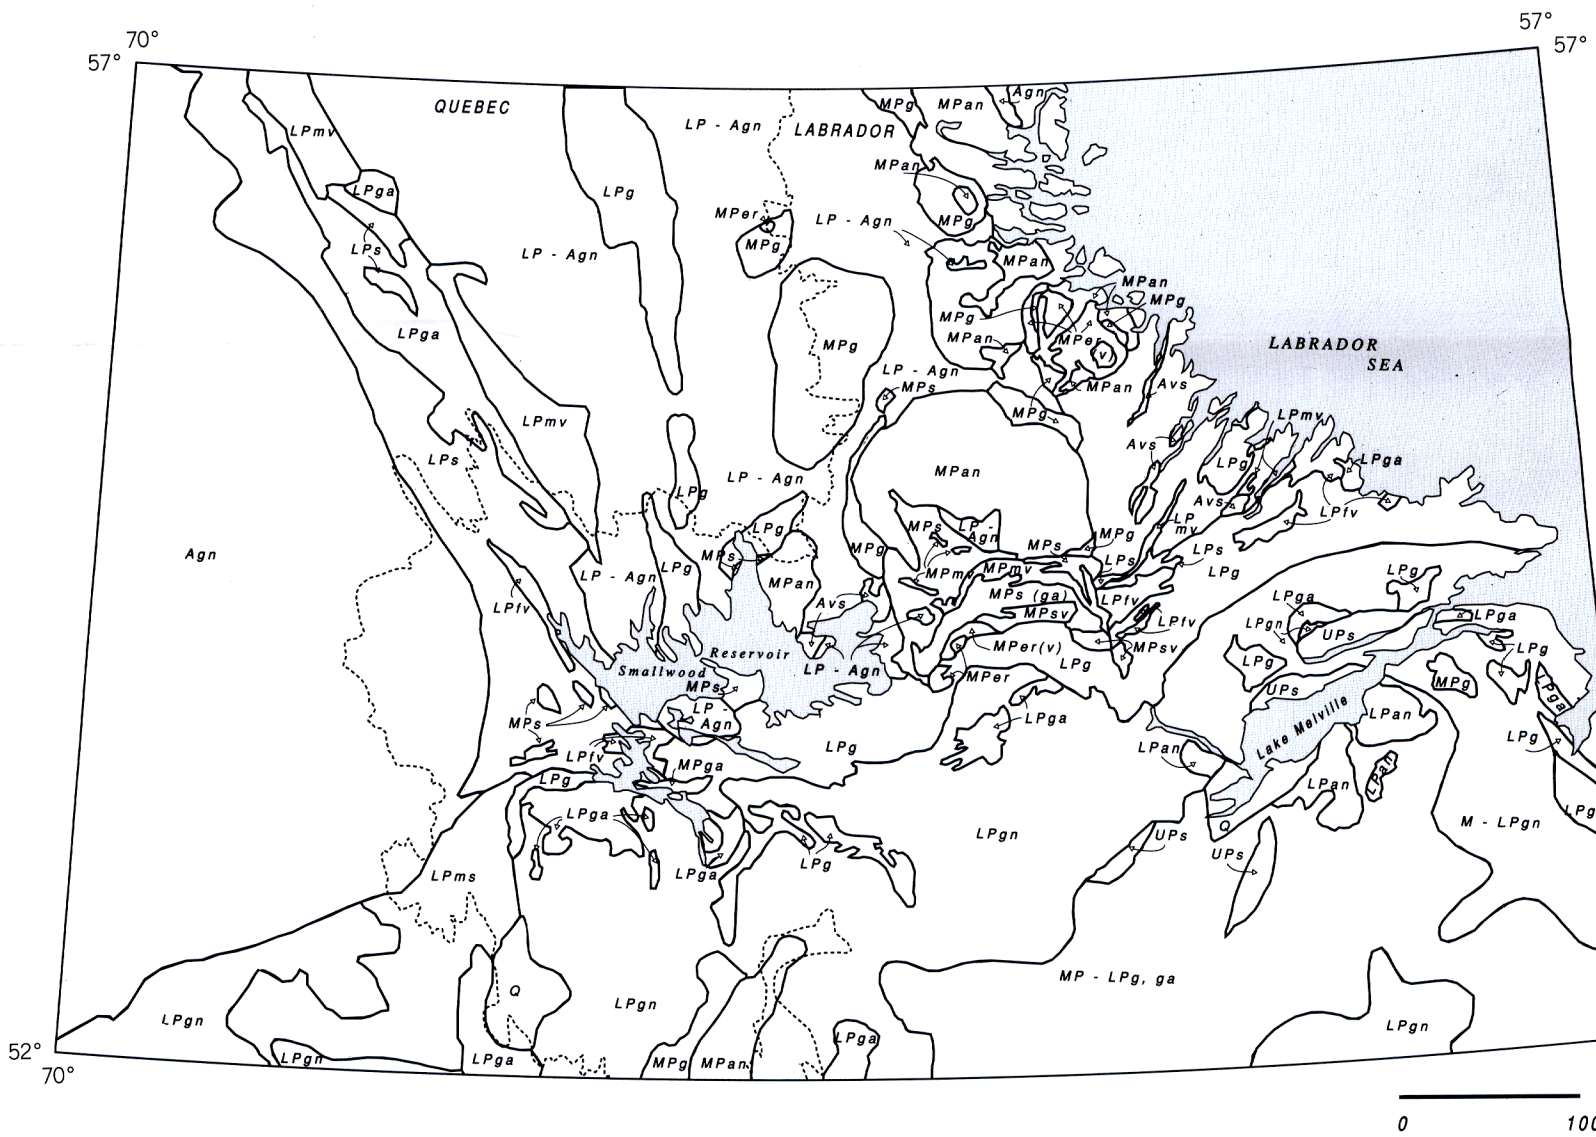 57°
70°
57°
57°
QUEBEC
LPmv
LP - Agn
LABRADOR
MPg
MPan
Agn
LPga
LPg
MPan
MPg
MPer
MPg
LP - Agn
LPs
LP - Agn
MPan
MPan
MPg
LPga
MPg
MPg
MPan
MPer
(v)
LABRADOR
SEA
LP - Agn
MPs
MPan
Avs
MPg
LPmv
LPmv
Avs
LPs
LP - Agn
MPan
LPg
LPga
LPg
Avs
LPfv
LPg
MPs
LP -
Agn
LP
mv
MPg
Agn
MPs
MPg
MPs
LPs
LPs
LPg
LP - Agn
LPg
MPan
MPmv
MPmv
LPg
LPfv
Avs
MPs (ga)
LPfv
LPga
MPsv
LPfv
LPgn
UPs
LPga
Reservoir
MPer(v)
MPsv
LPg
Smallwood
LP - Agn
LPg
LPg
MPs
MPer
UPs
MPg
LPga
MPs
LP -
Agn
LPga
LPan
Lake Melville
LPg
LPfv
LPg
LPan
MPga
LPg
LPan
LPan
LPga
LPgn
UPs
Q
M - LPgn
LPg
LPms
LPga
LPg
UPs
MP - LPg, ga
Q
LPgn
LPgn
LPgn
LPga
52°
LPgn
LPga
MPg
MPan
70°
0
100